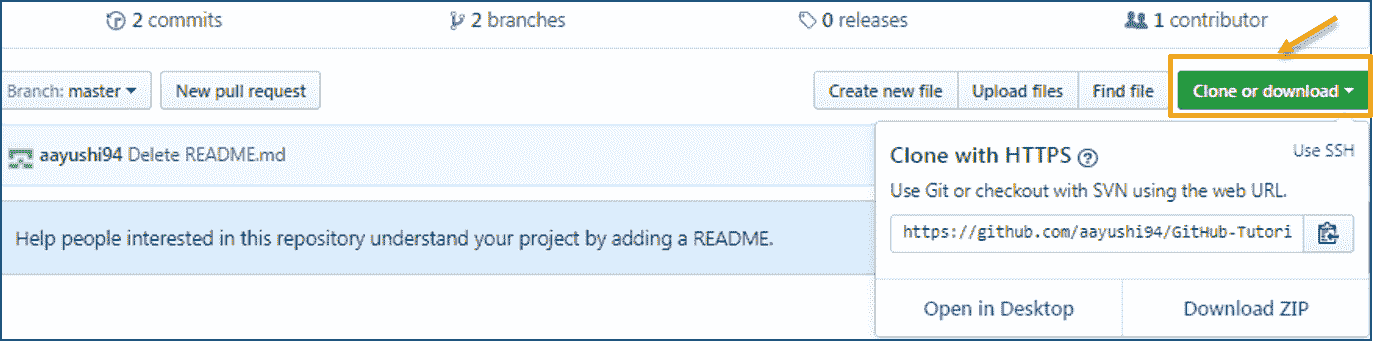 2 commits 2 branches 0 releases 1 contributor
Branch: master New pull request Create new file Upload files Find file Clone or download
aayushi94 Delete README.md
Clone with HTTPS ? Use SSH
Use Git or checkout with SVN using the web URL.
Help people interested in this repository understand your project by adding a README.
https://github.com/aayushi94/GitHub-Tutori
Open in Desktop Download ZIP